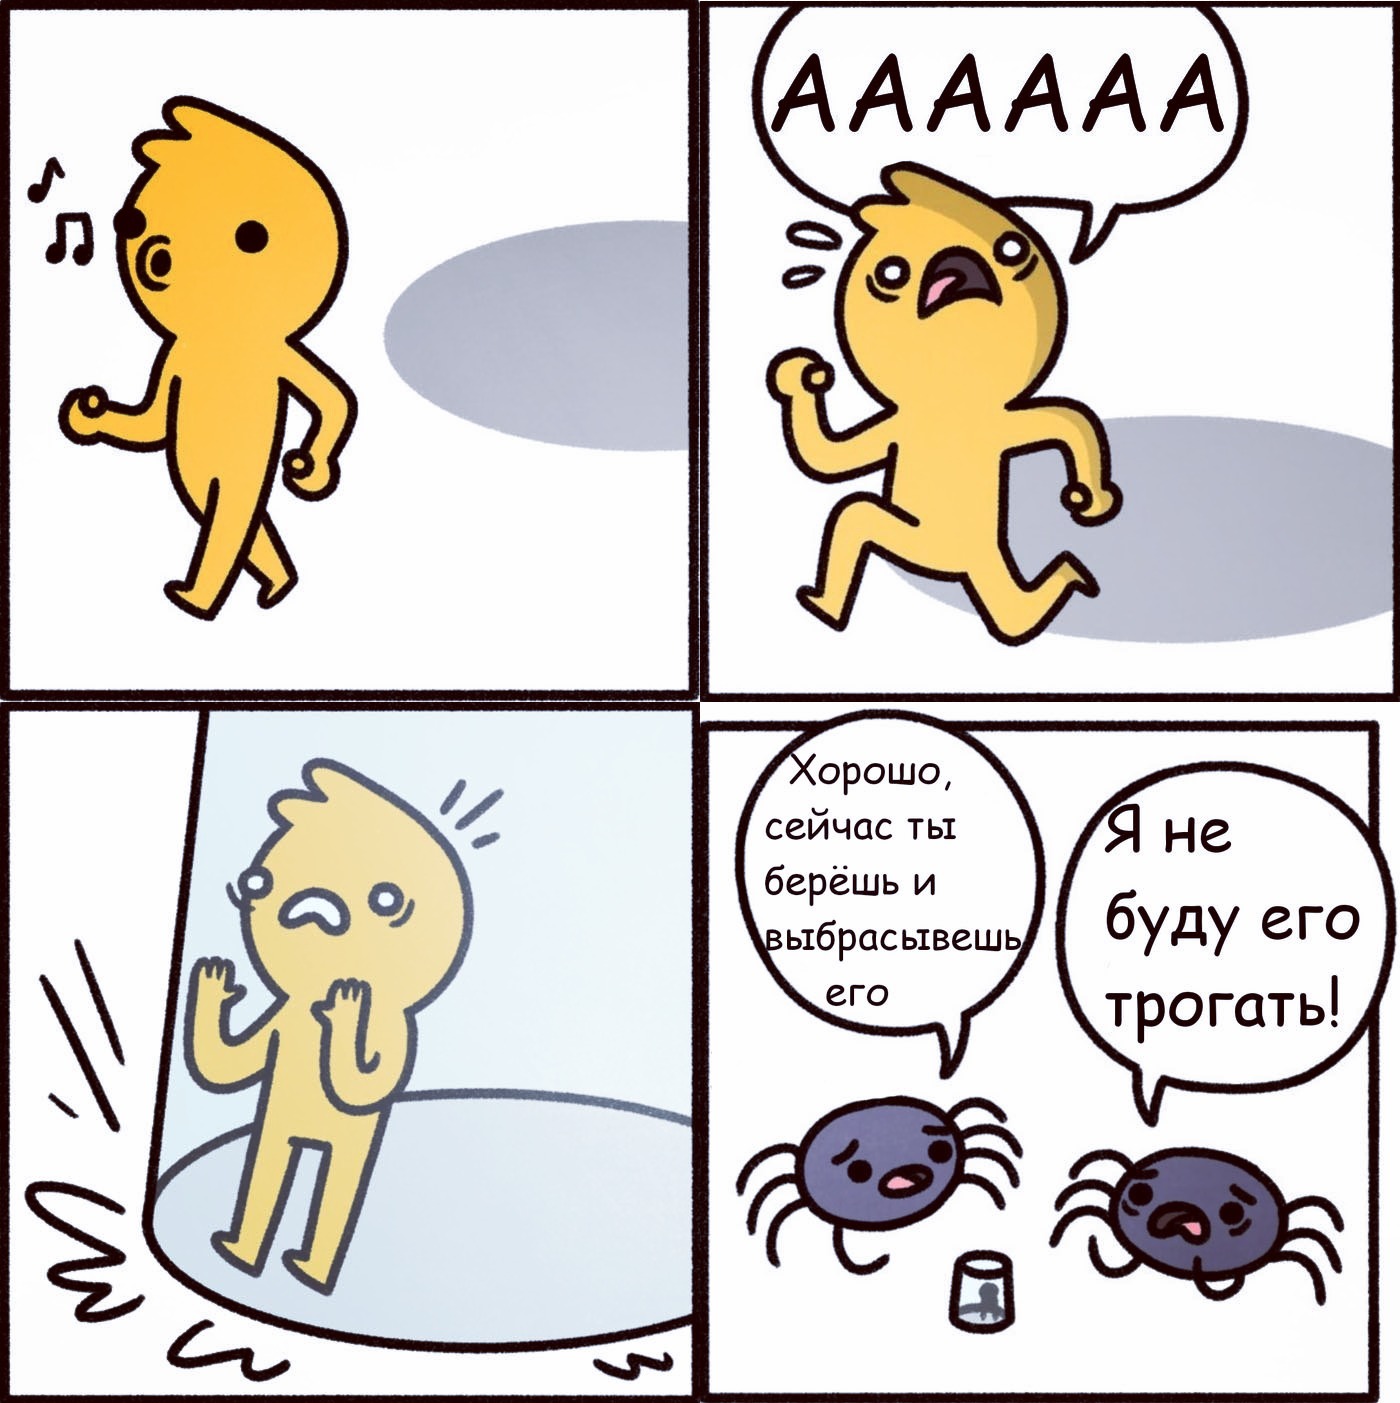 АААААА
Хорошо,
сейчас ты
берёшь и
выбрасывешь
его
Я не
буду его
трогать!